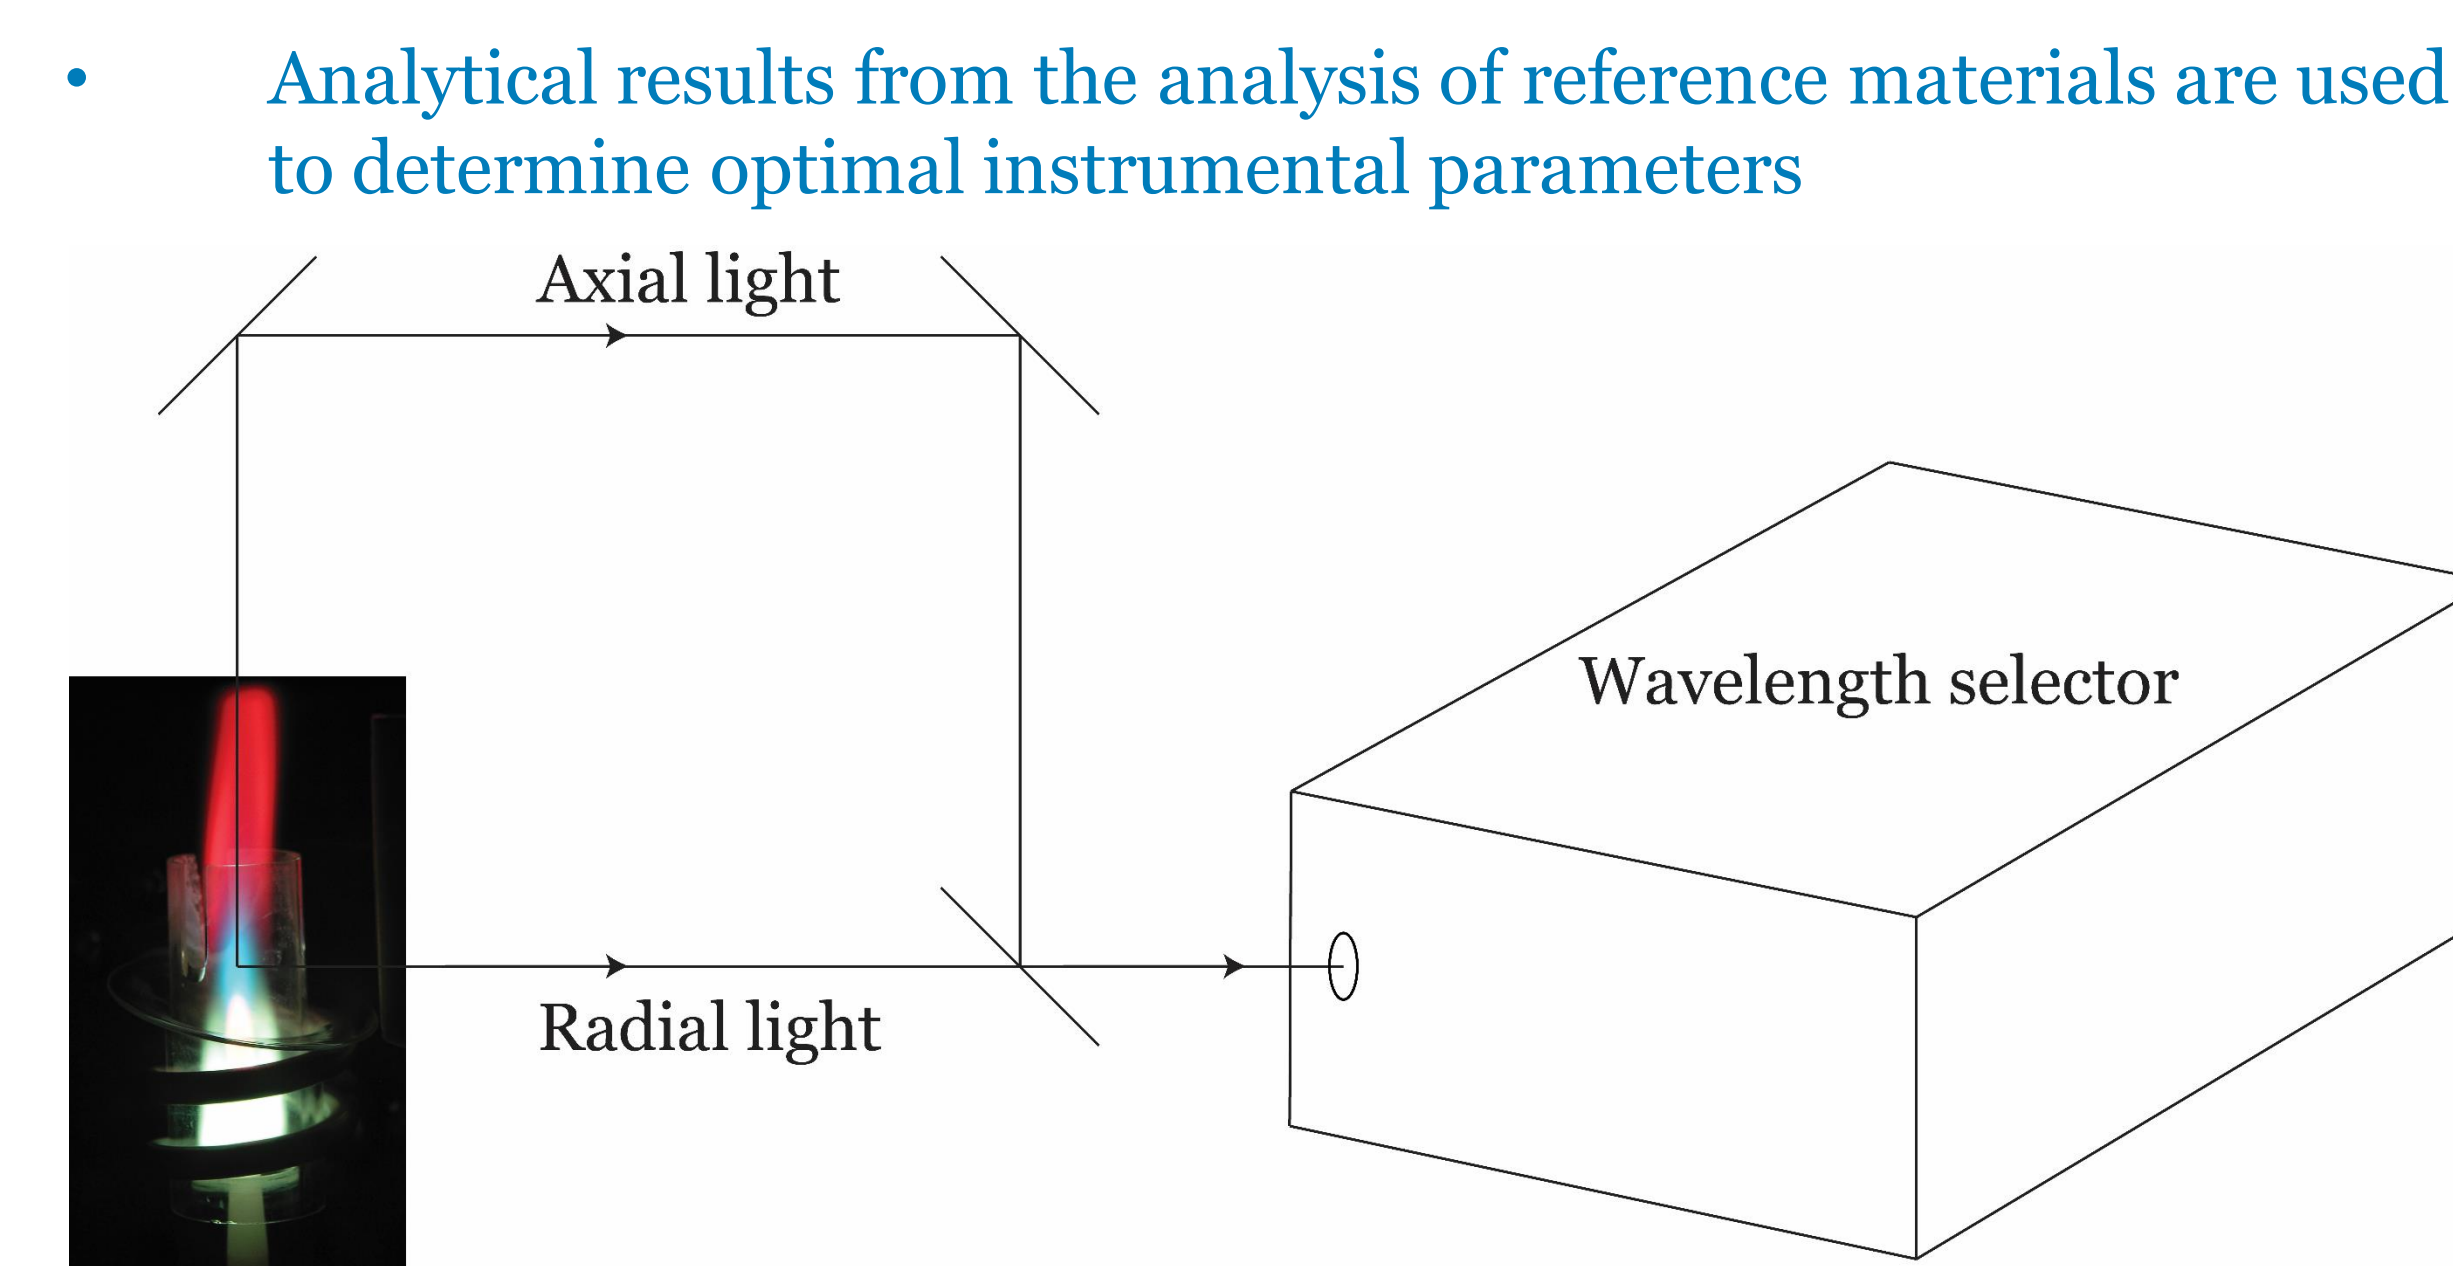 • Analytical results from the analysis of reference materials are used
to determine optimal instrumental parameters
Axial light
Wavelength selector
Radial light